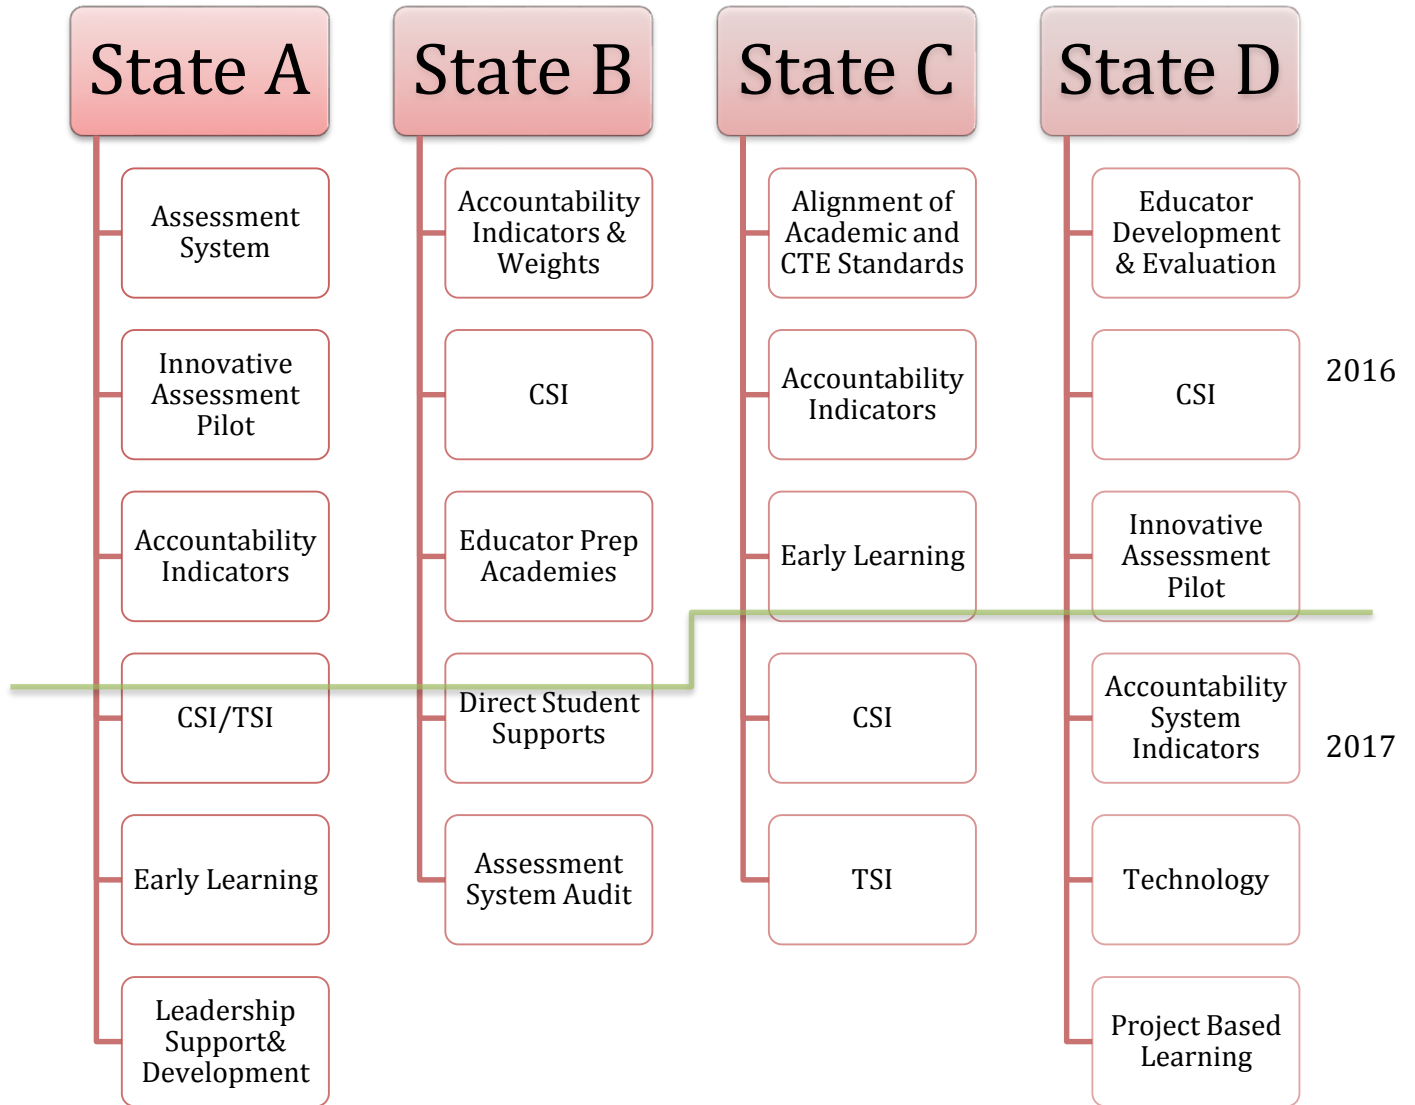 State A
Assessment
System
Innovative
Assessment
Pilot
Accountability
Indicators
CSI/TSI
Early Learning
Leadership
Support&
Development
State B
Accountability
Indicators &
Weights
CSI
Educator Prep
Academies
Direct Student
Supports
Assessment
System Audit
State C
Alignment of
Academic and
CTE Standards
Accountability
Indicators
Early Learning
CSI
TSI
State D
Educator
Development
& Evaluation
CSI
Innovative
Assessment
Pilot
Accountability
System
Indicators
Technology
Project Based
Learning
2016
2017